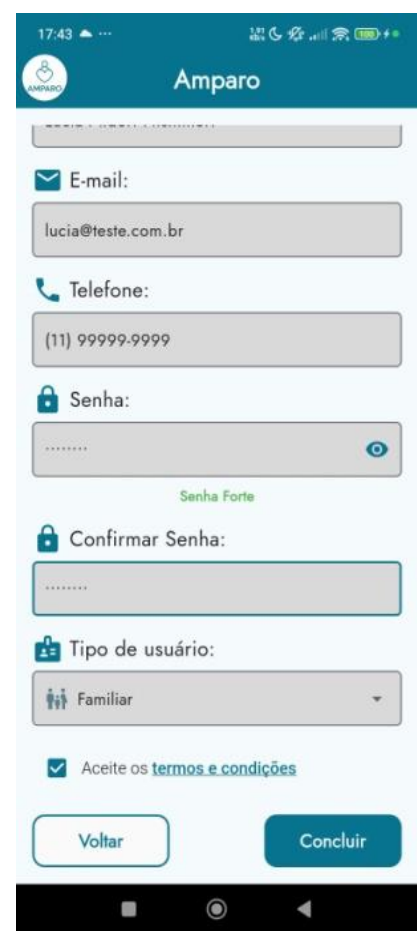 17:43
100
AMPARO
Amparo
E-mail:
lucia@teste.com.br
Telefone:
(11) 99999-9999
Senha:
········
Senha Forte
Confirmar Senha:
········
Tipo de usuário:
Familiar
Aceite os termos e condições
Voltar
Concluir